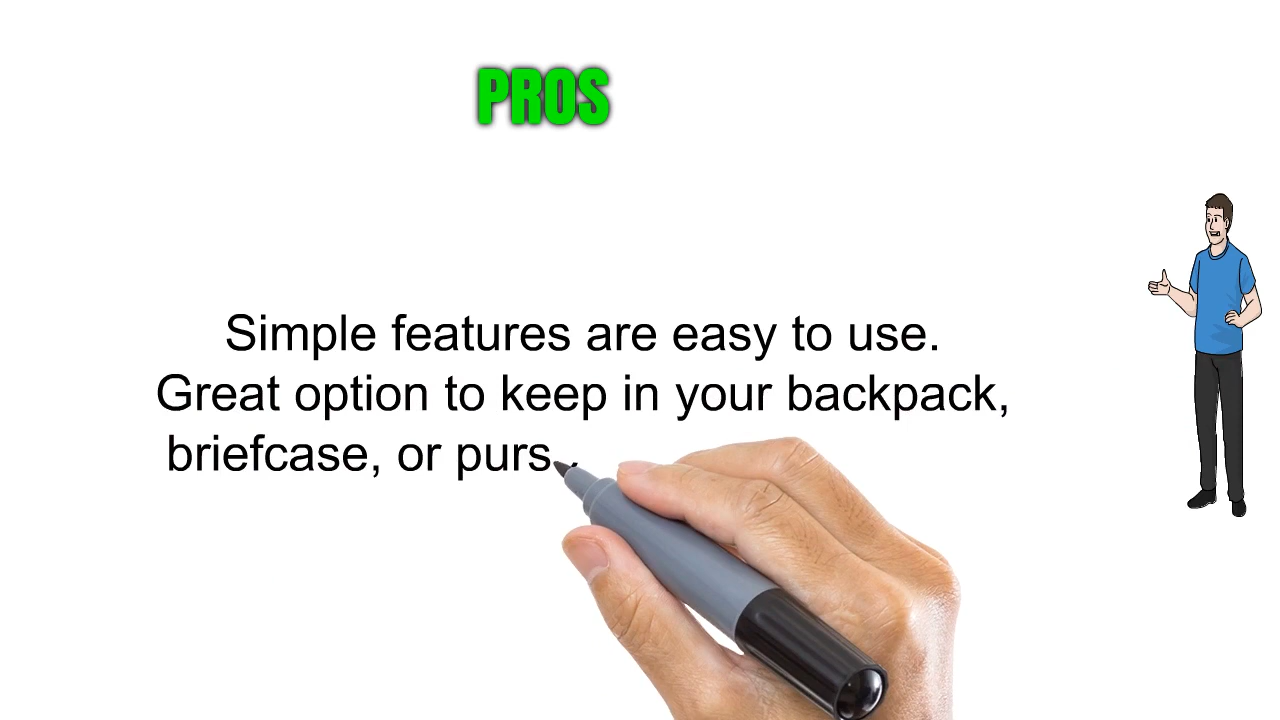 PROS
Simple features are easy to use.
Great option to keep in your backpack,
briefcase, or purs